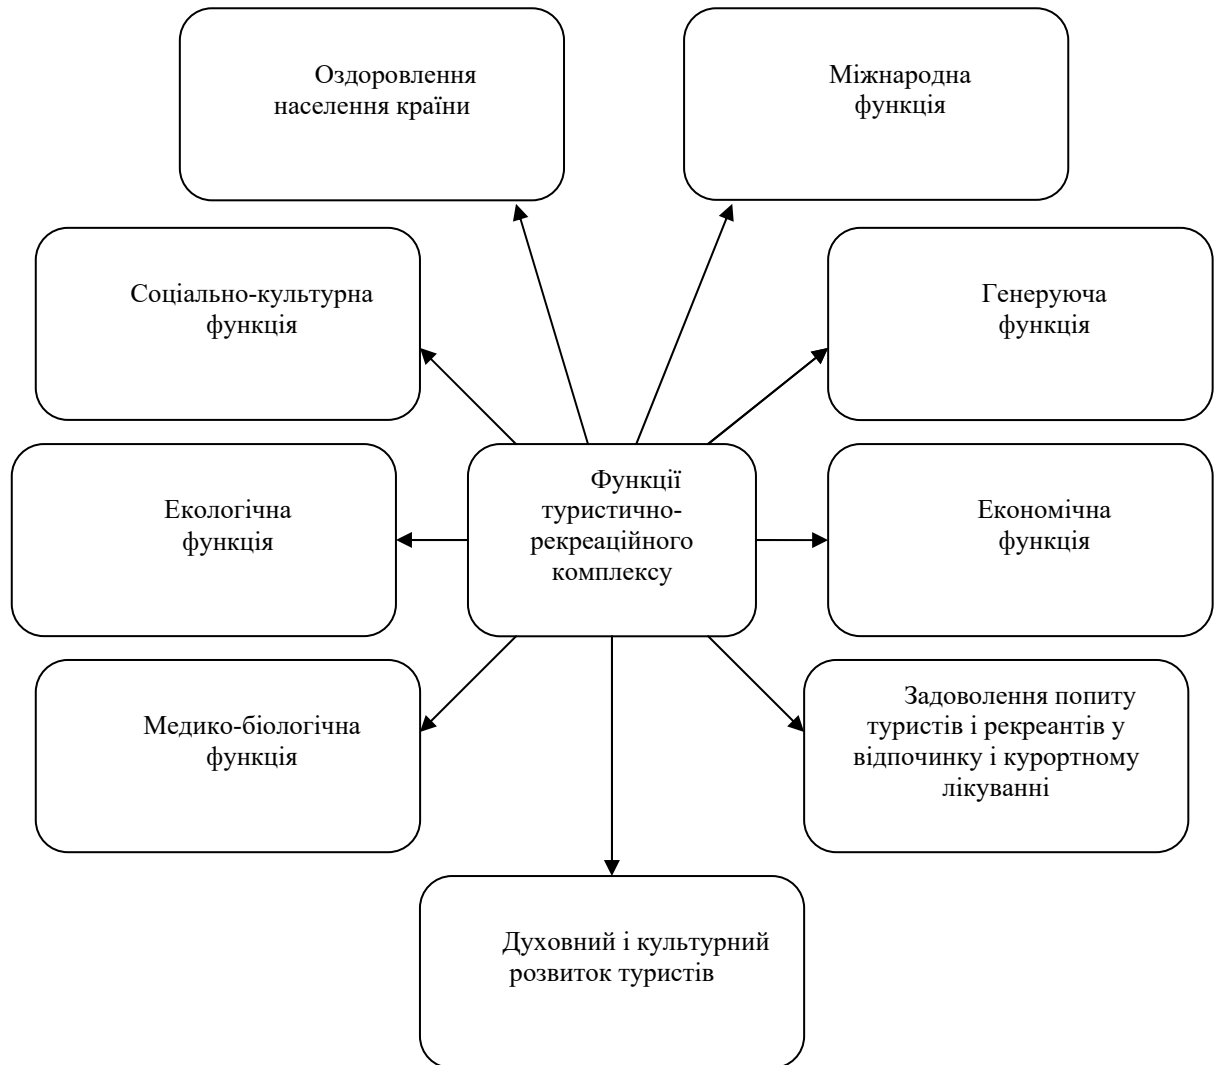 Оздоровлення
населення країни
Міжнародна
функція
Соціально-культурна
функція
Генеруюча
функція
Екологічна
функція
Функції
туристично-
рекреаційного
комплексу
Економічна
функція
Медико-біологічна
функція
Задоволення попиту
туристів і рекреантів у
відпочинку і курортному
лікуванні
Духовний і культурний
розвиток туристів